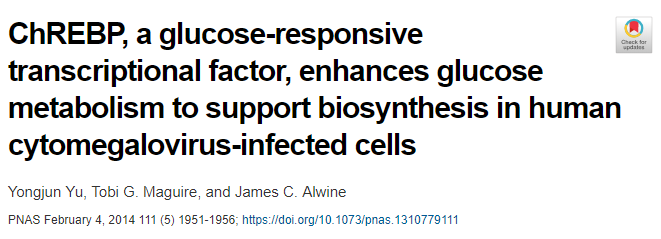 ChREBP, a glucose-responsive
transcriptional factor, enhances glucose
metabolism to support biosynthesis in human
cytomegalovirus-infected cells
Check for
updates
Yongjun Yu, Tobi G. Maguire, and James C. Alwine
PNAS February 4, 2014 111 (5) 1951-1956; https://doi.org/10.1073/pnas.1310779111